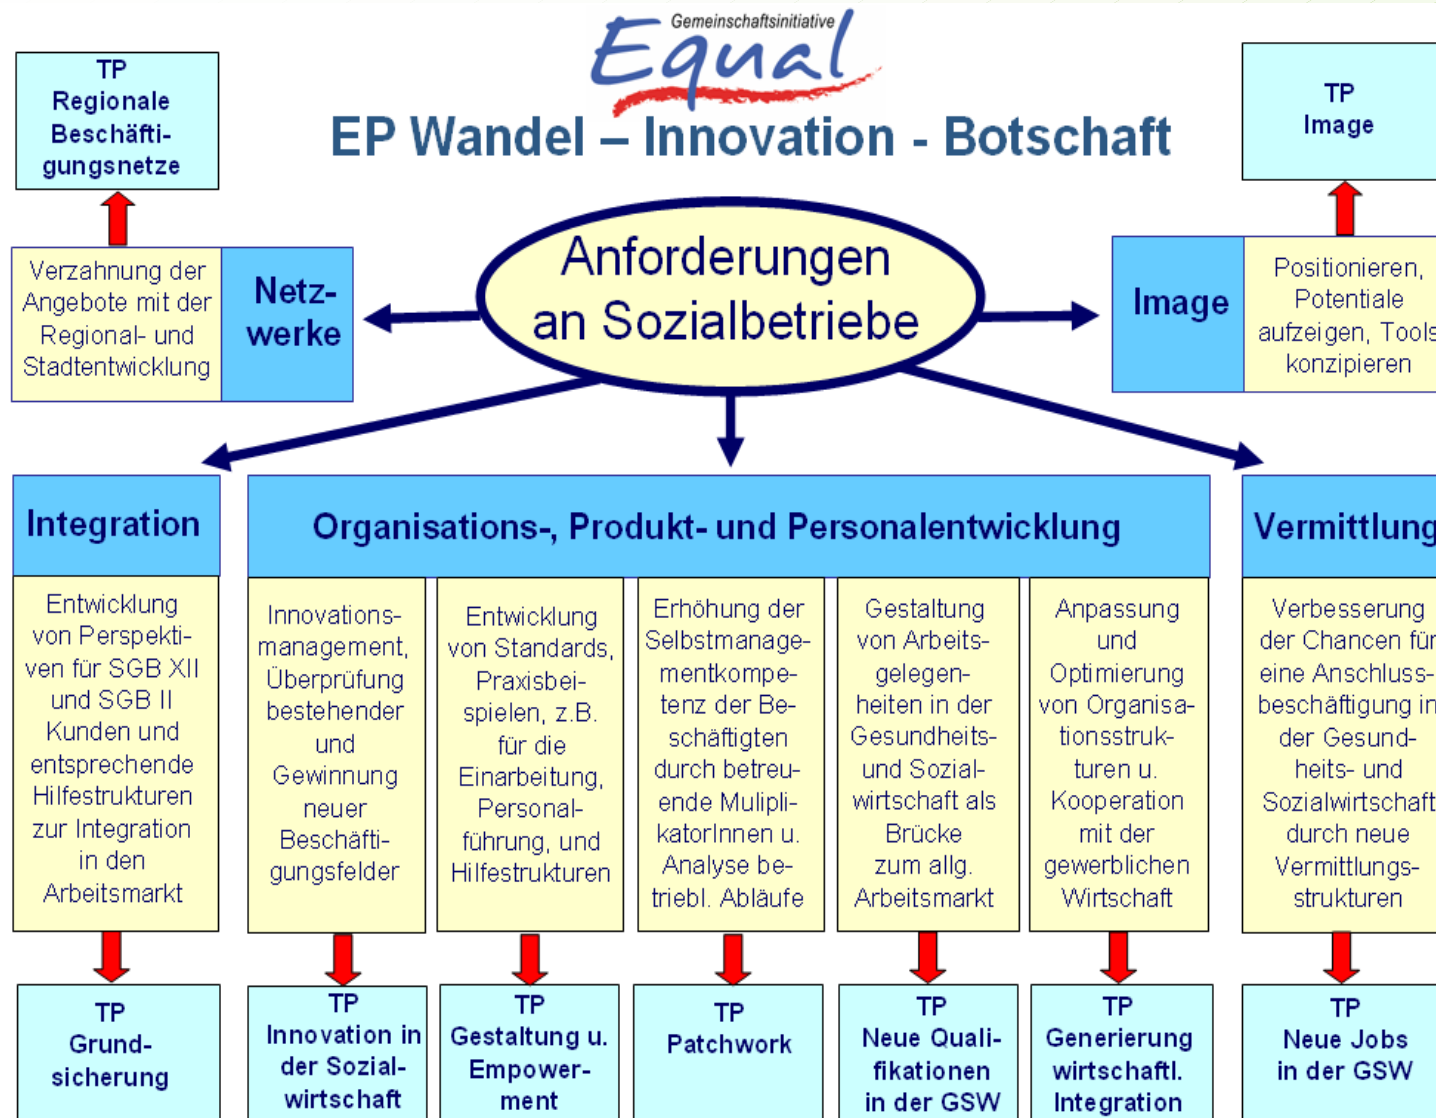 Gemeinschaftsinitiative
Equal
EP Wandel – Innovation - Botschaft
TP
Regionale
Beschäfti-
gungsnetze
TP
Image
Anforderungen
an Sozialbetriebe
Verzahnung der
Angebote mit der
Regional- und
Stadtentwicklung
Netz-
werke
Image
Positionieren,
Potentiale
aufzeigen, Tools
konzipieren
Integration
Entwicklung
von Perspekti-
ven für SGB XII
und SGB II
Kunden und
entsprechende
Hilfestrukturen
zur Integration
in den
Arbeitsmarkt
TP
Grund-
sicherung
Organisations-, Produkt- und Personalentwicklung
Innovations-
management,
Überprüfung
bestehender
und
Gewinnung
neuer
Beschäfti-
gungsfelder
TP
Innovation in
der Sozial-
wirtschaft
Entwicklung
von Standards,
Praxisbei-
spielen, z.B.
für die
Einarbeitung,
Personal-
führung, und
Hilfestrukturen
TP
Gestaltung u.
Empower-
ment
Erhöhung der
Selbstmanage-
mentkompe-
tenz der Be-
schäftigten
durch betreu-
ende Mulipli-
katorInnen u.
Analyse be-
triebl. Abläufe
TP
Patchwork
Gestaltung
von Arbeits-
gelegen-
heiten in der
Gesundheits-
und Sozial-
wirtschaft als
Brücke
zum allg.
Arbeitsmarkt
TP
Neue Quali-
fikationen
in der GSW
Anpassung
und
Optimierung
von Organisa-
tionsstruk-
turen u.
Kooperation
mit der
gewerblichen
Wirtschaft
TP
Generierung
wirtschaftl.
Integration
Vermittlung
Verbesserung
der Chancen für
eine Anschluss-
beschäftigung in
der Gesund-
heits- und
Sozialwirtschaft
durch neue
Vermittlungs-
strukturen
TP
Neue Jobs
in der GSW